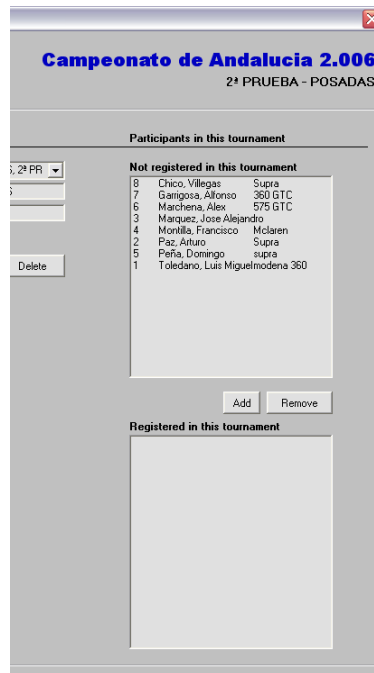 Campeonato de Andalucia 2.006
2ª PRUEBA - POSADAS
Participants in this tournament
Not registered in this tournament
, 2ª PR
8 Chico, Villegas Supra
7 Garrigosa, Alfonso 360 GTC
6 Marchena, Alex 575 GTC
3 Marquez, Jose Alejandro
4 Montilla, Francisco Mclaren
2 Paz, Arturo Supra
5 Peña, Domingo supra
1 Toledano, Luis Miguelmodena 360
Delete
Add Remove
Registered in this tournament